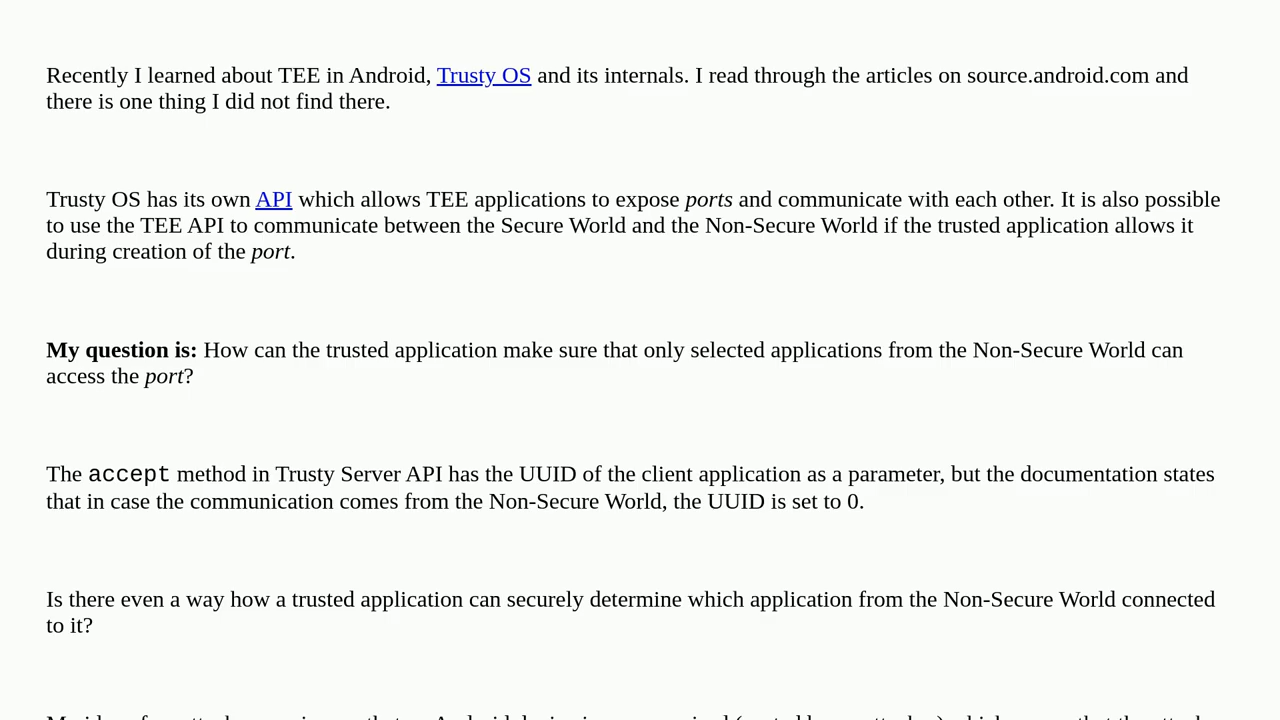 Recently I learned about TEE in Android, Trusty OS and its internals. I read through the articles on source.android.com and
there is one thing I did not find there.
Trusty OS has its own API which allows TEE applications to expose ports and communicate with each other. It is also possible
to use the TEE API to communicate between the Secure World and the Non-Secure World if the trusted application allows it
during creation of the port.
My question is: How can the trusted application make sure that only selected applications from the Non-Secure World can
access the port?
The accept method in Trusty Server API has the UUID of the client application as a parameter, but the documentation states
that in case the communication comes from the Non-Secure World, the UUID is set to 0.
Is there even a way how a trusted application can securely determine which application from the Non-Secure World connected
to it?